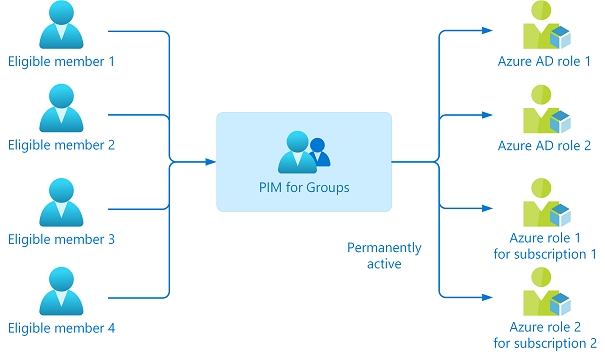 Eligible member 1
Eligible member 2
Eligible member 3
Eligible member 4
PIM for Groups
Permanently
active
Azure AD role 1
Azure AD role 2
Azure role 1
for subscription 1
Azure role 2
for subscription 2